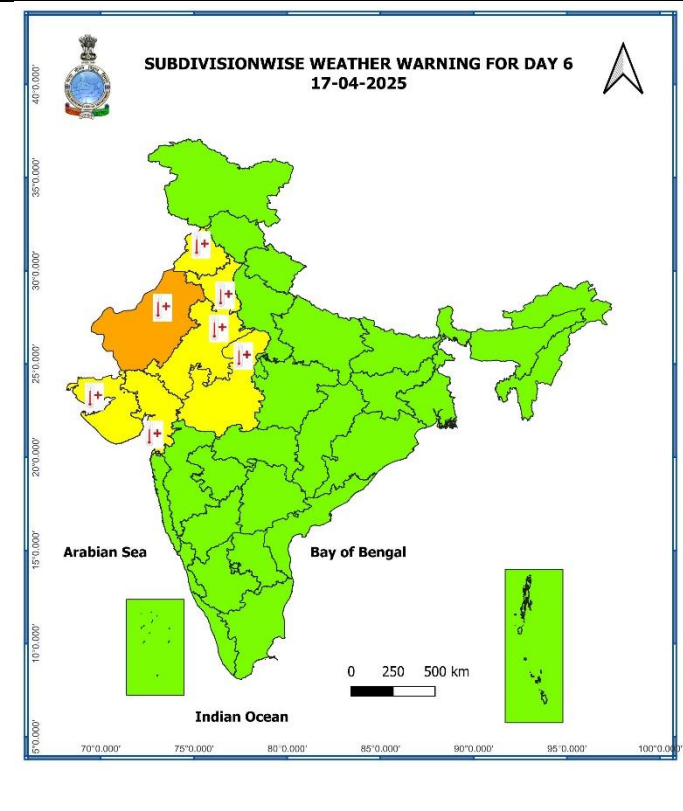 SUBDIVISIONWISE WEATHER WARNING FOR DAY 6
17-04-2025
40°0.000'
35°0.000'
30°0.000'
25°0.000'
20°0.000'
15°0.000'
10°0.000'
5°0.000'
Arabian Sea
Bay of Bengal
0 250 500 km
Indian Ocean
70°0.000' 75°0.000' 80°0.000' 85°0.000' 90°0.000' 95°0.000' 100°0.000'